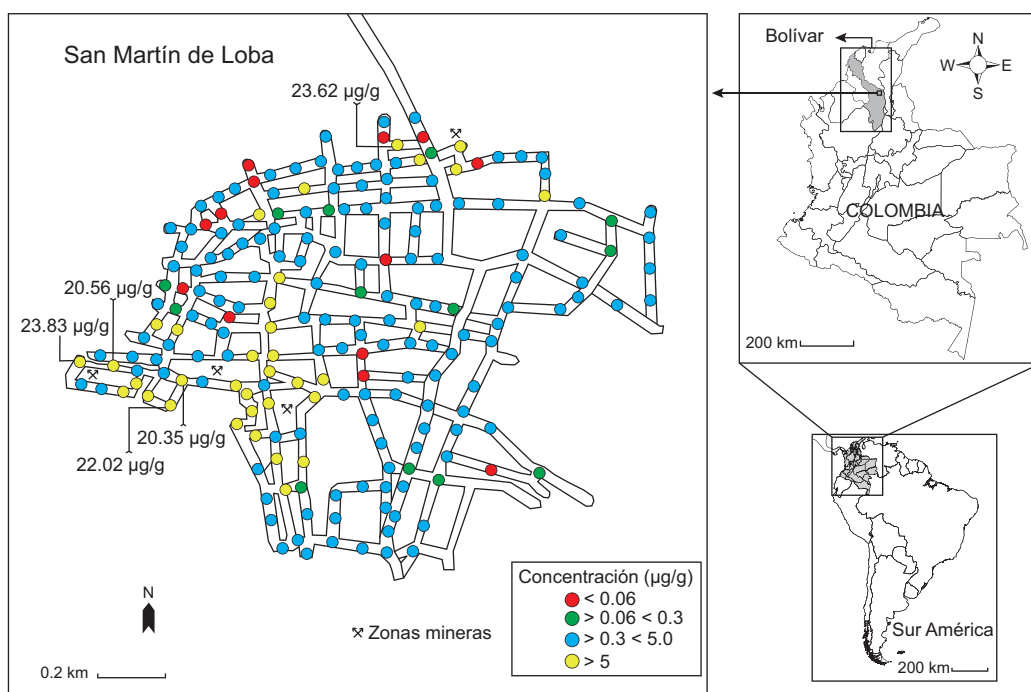 San Martín de Loba
23.62 µg/g
20.56 µg/g
23.83 µg/g
20.35 µg/g
22.02 µg/g
N
0.2 km
Zonas mineras
Concentración (µg/g)
< 0.06
> 0.06 < 0.3
> 0.3 < 5.0
> 5
Bolívar
N
W E
S
COLOMBIA
200 km
Sur América
200 km